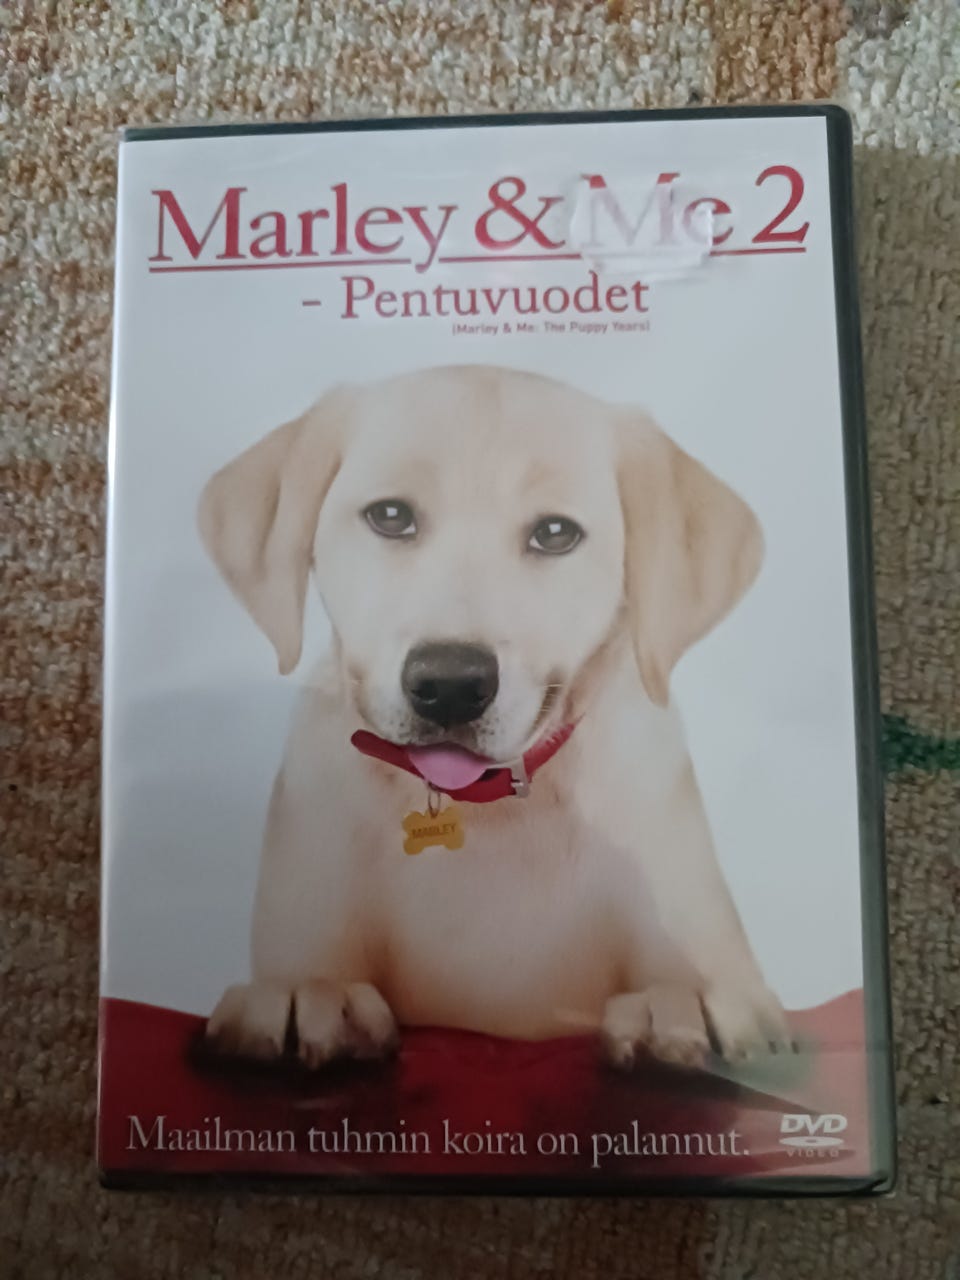 Marley & Me 2
- Pentuvuodet
(Marley & Me: The Puppy Years)
MARLEY
Maailman tuhmin koira on palannut.
DVD
VIDEO